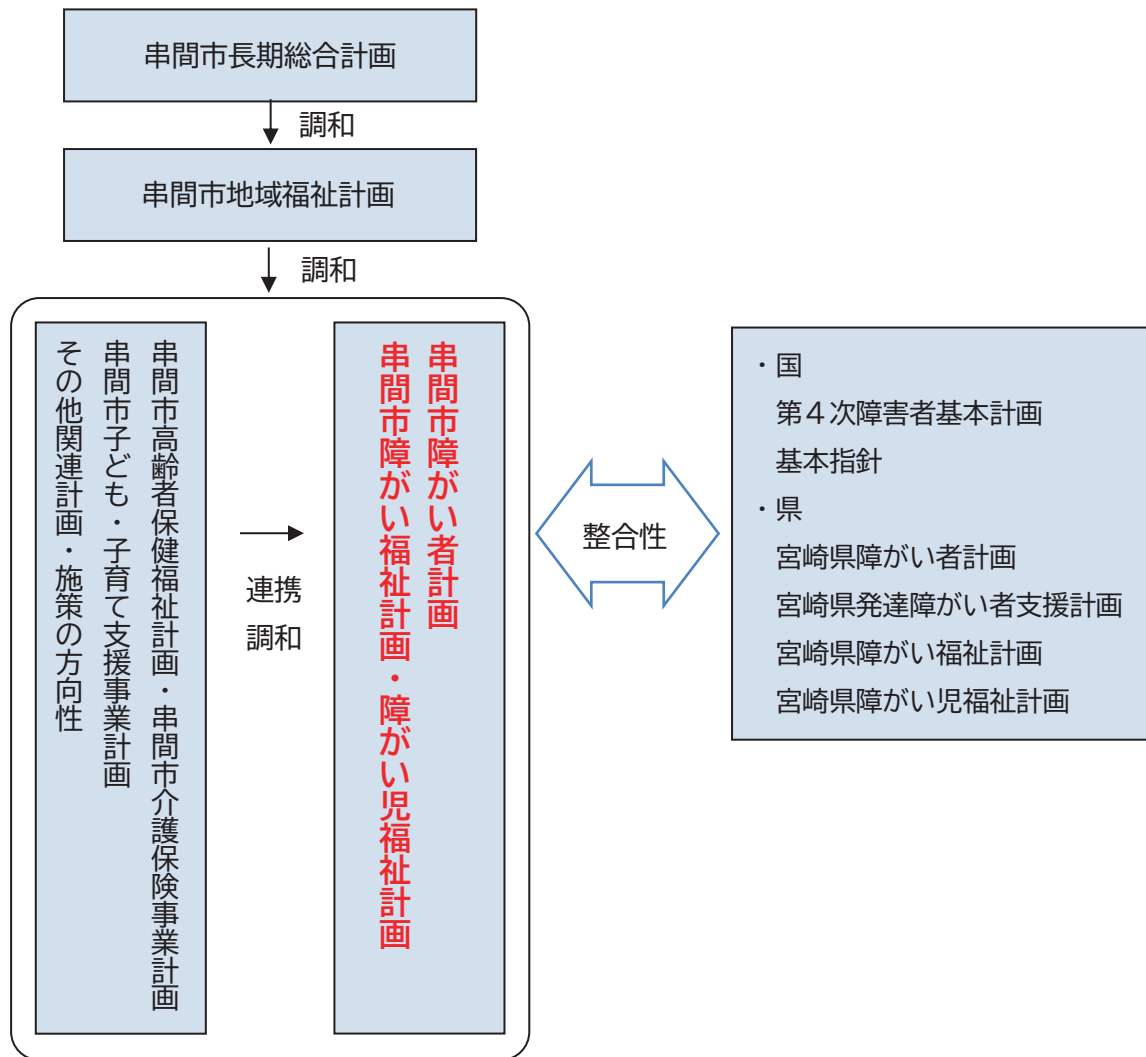 串間市長期総合計画
調和
串間市地域福祉計画
調和
串間市高齢者保健福祉計画・串間市介護保険事業計画
串間市子ども・子育て支援事業計画
その他関連計画・施策の方向性
連携
調和
串間市障がい者計画
串間市障がい福祉計画・障がい児福祉計画
整合性
・国
第４次障害者基本計画
基本指針
・県
宮崎県障がい者計画
宮崎県発達障がい者支援計画
宮崎県障がい福祉計画
宮崎県障がい児福祉計画